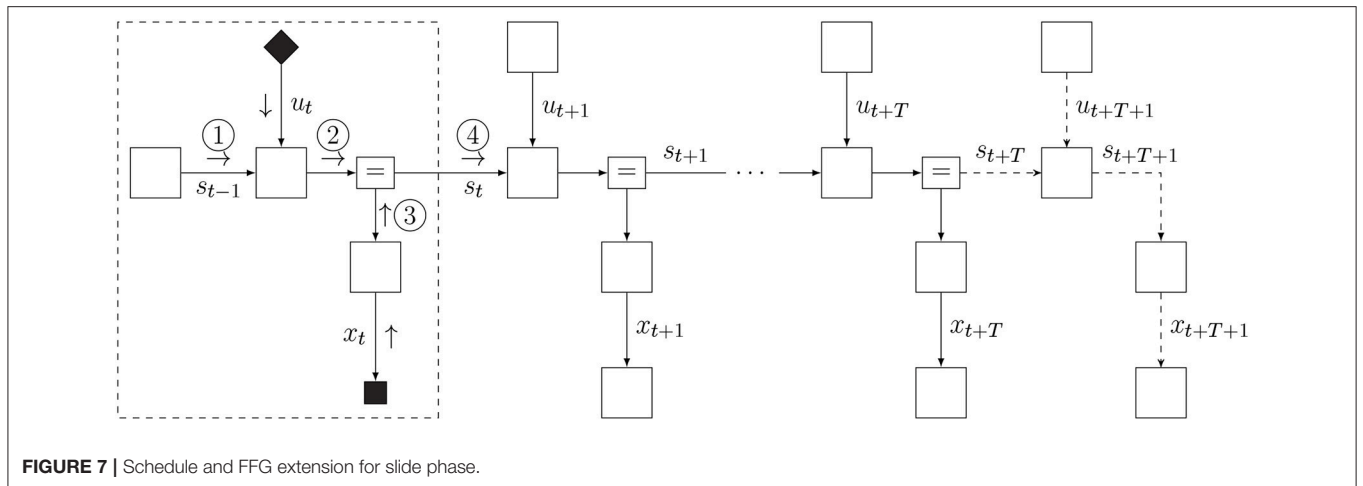 u_t
u_{t+1}
u_{t+T}
u_{t+T+1}
① → s_{t-1}
② →
=
④ → s_t
=
s_{t+1}
...
=
s_{t+T}
s_{t+T+1}
↓
↑ ③
x_t ↑
x_{t+1}
x_{t+T}
x_{t+T+1}
FIGURE 7 | Schedule and FFG extension for slide phase.